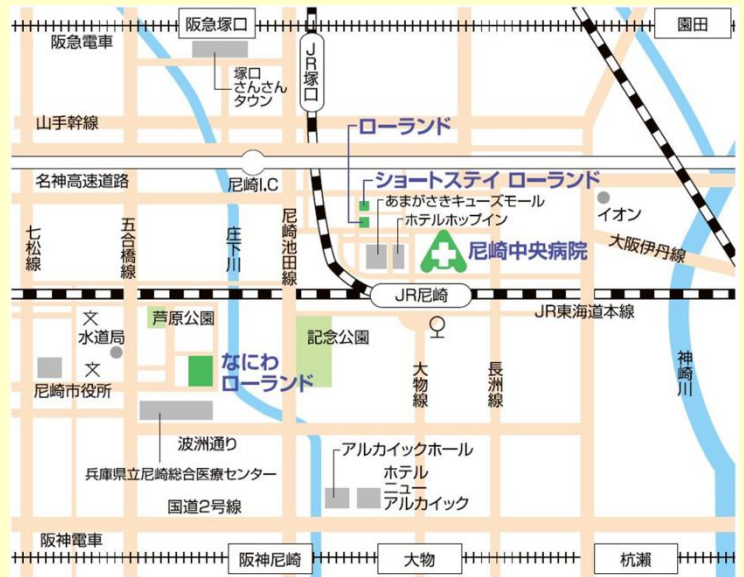 阪急塚口
園田
阪急電車
JR塚口
塚口
さんさん
タウン
ローランド
山手幹線
ショートステイ ローランド
名神高速道路
尼崎I.C
あまがさきキューズモール
ホテルホップイン
イオン
七松線
五合橋線
庄下川
尼崎池田線
尼崎中央病院
大阪伊丹線
JR尼崎
JR東海道本線
芦原公園
記念公園
水道局
なにわ
ローランド
大物線
長洲線
神崎川
尼崎市役所
波洲通り
アルカイックホール
兵庫県立尼崎総合医療センター
ホテル
ニュー
アルカイック
国道2号線
阪神電車
阪神尼崎
大物
杭瀬